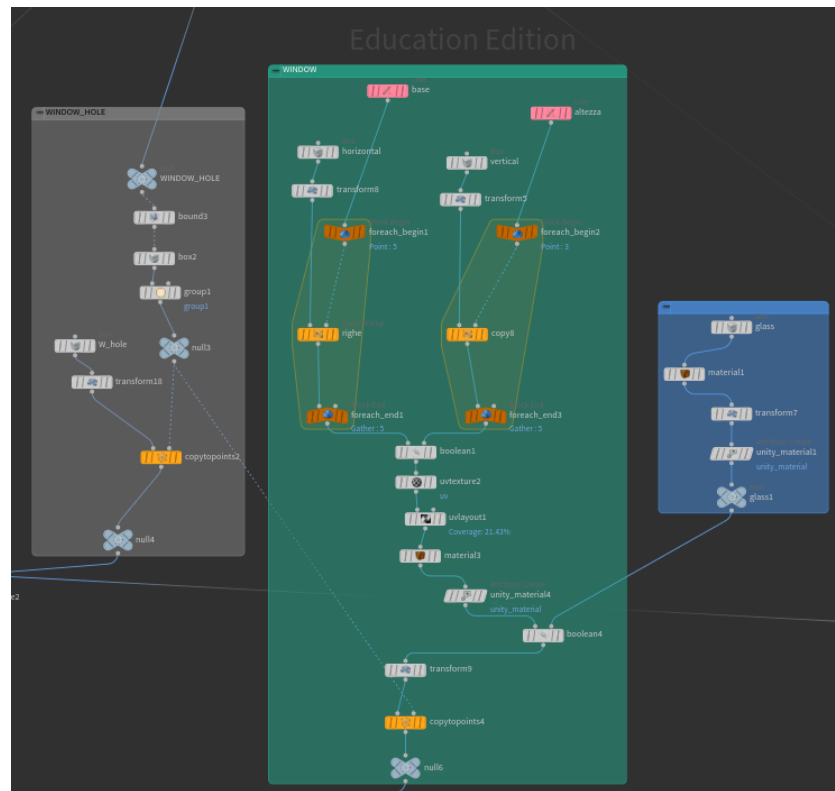 Education Edition
WINDOW_HOLE
WINDOW_HOLE
bound3
box2
group1
group1
W_hole
null3
transform18
copytopoints2
null4
e2
WINDOW
base
altezza
horizontal
vertical
transform8
transform5
foreach_begin1
Point : 5
foreach_begin2
Point : 3
righe
copy8
foreach_end1
Gather : 5
foreach_end3
Gather : 5
boolean1
uvtexture2
uv
uvlayout1
Coverage: 21.43%
material3
unity_material4
unity_material
boolean4
transform9
copytopoints4
null6
glass
material1
transform7
unity_material1
unity_material
glass1